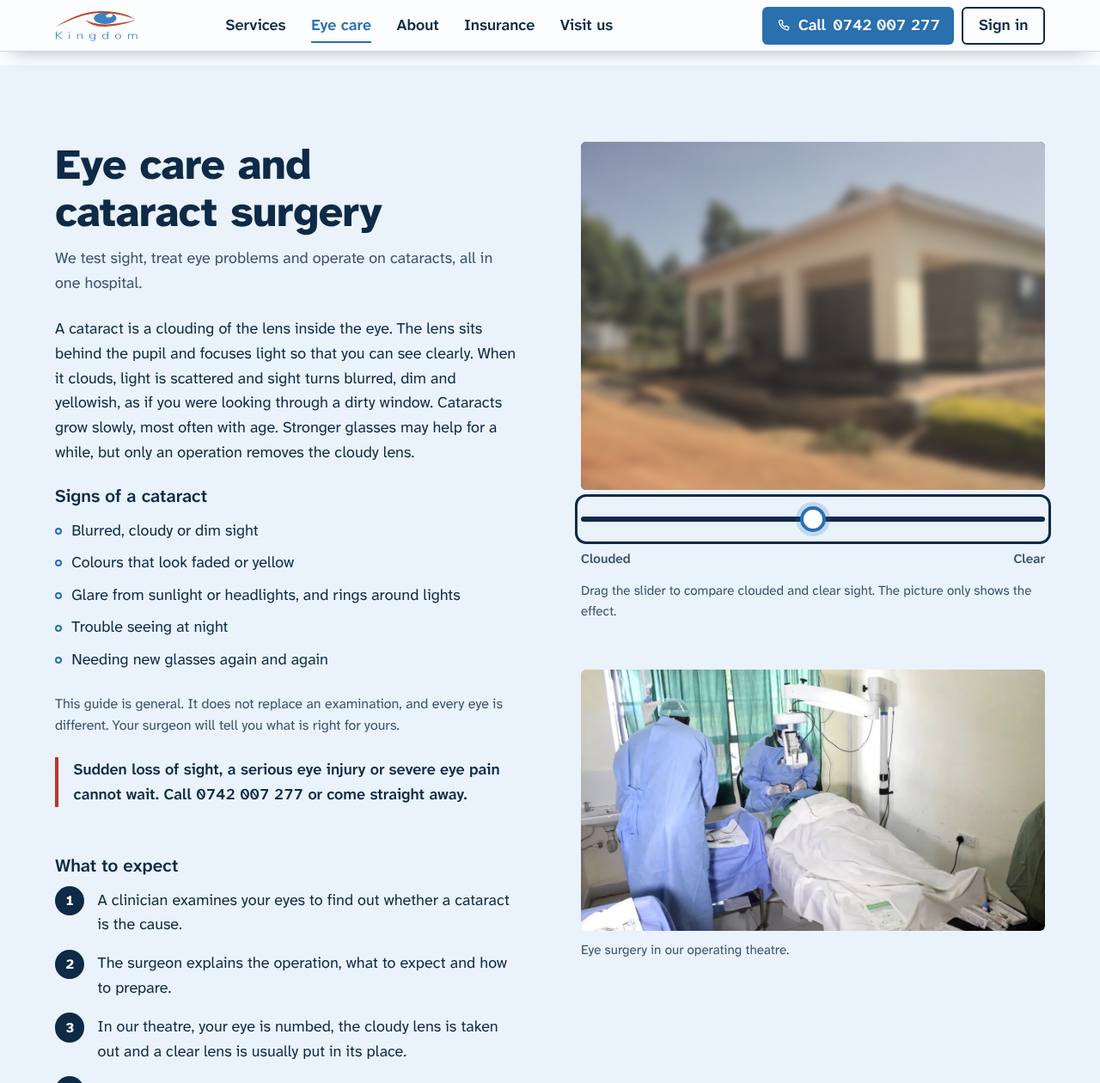 Kingdom
Services
Eye care
About
Insurance
Visit us
Call 0742 007 277
Sign in
Eye care and
cataract surgery
We test sight, treat eye problems and operate on cataracts, all in
one hospital.
A cataract is a clouding of the lens inside the eye. The lens sits
behind the pupil and focuses light so that you can see clearly. When
it clouds, light is scattered and sight turns blurred, dim and
yellowish, as if you were looking through a dirty window. Cataracts
grow slowly, most often with age. Stronger glasses may help for a
while, but only an operation removes the cloudy lens.
Signs of a cataract
Blurred, cloudy or dim sight
Colours that look faded or yellow
Glare from sunlight or headlights, and rings around lights
Trouble seeing at night
Needing new glasses again and again
This guide is general. It does not replace an examination, and every eye is
different. Your surgeon will tell you what is right for yours.
Sudden loss of sight, a serious eye injury or severe eye pain
cannot wait. Call 0742 007 277 or come straight away.
What to expect
1 A clinician examines your eyes to find out whether a cataract
is the cause.
2 The surgeon explains the operation, what to expect and how
to prepare.
3 In our theatre, your eye is numbed, the cloudy lens is taken
out and a clear lens is usually put in its place.
Clouded
Clear
Drag the slider to compare clouded and clear sight. The picture only shows the
effect.
Eye surgery in our operating theatre.